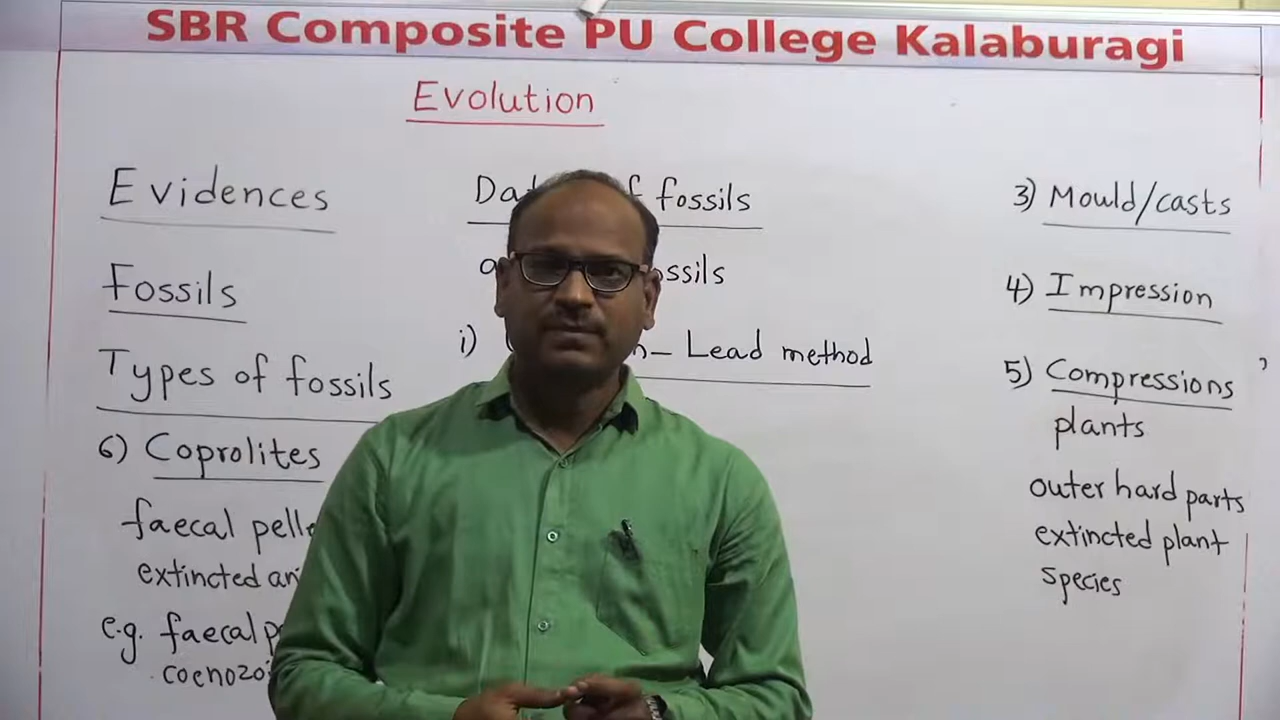 SBR Composite PU College Kalaburagi
Evolution
Evidences
Fossils
Types of fossils
6) Coprolites
faecal
extincted
e.g. faecal
fossils
i) Lead method
3) Mould/casts
4) Impression
5) Compressions
plants
outer hard parts
extincted plant
species